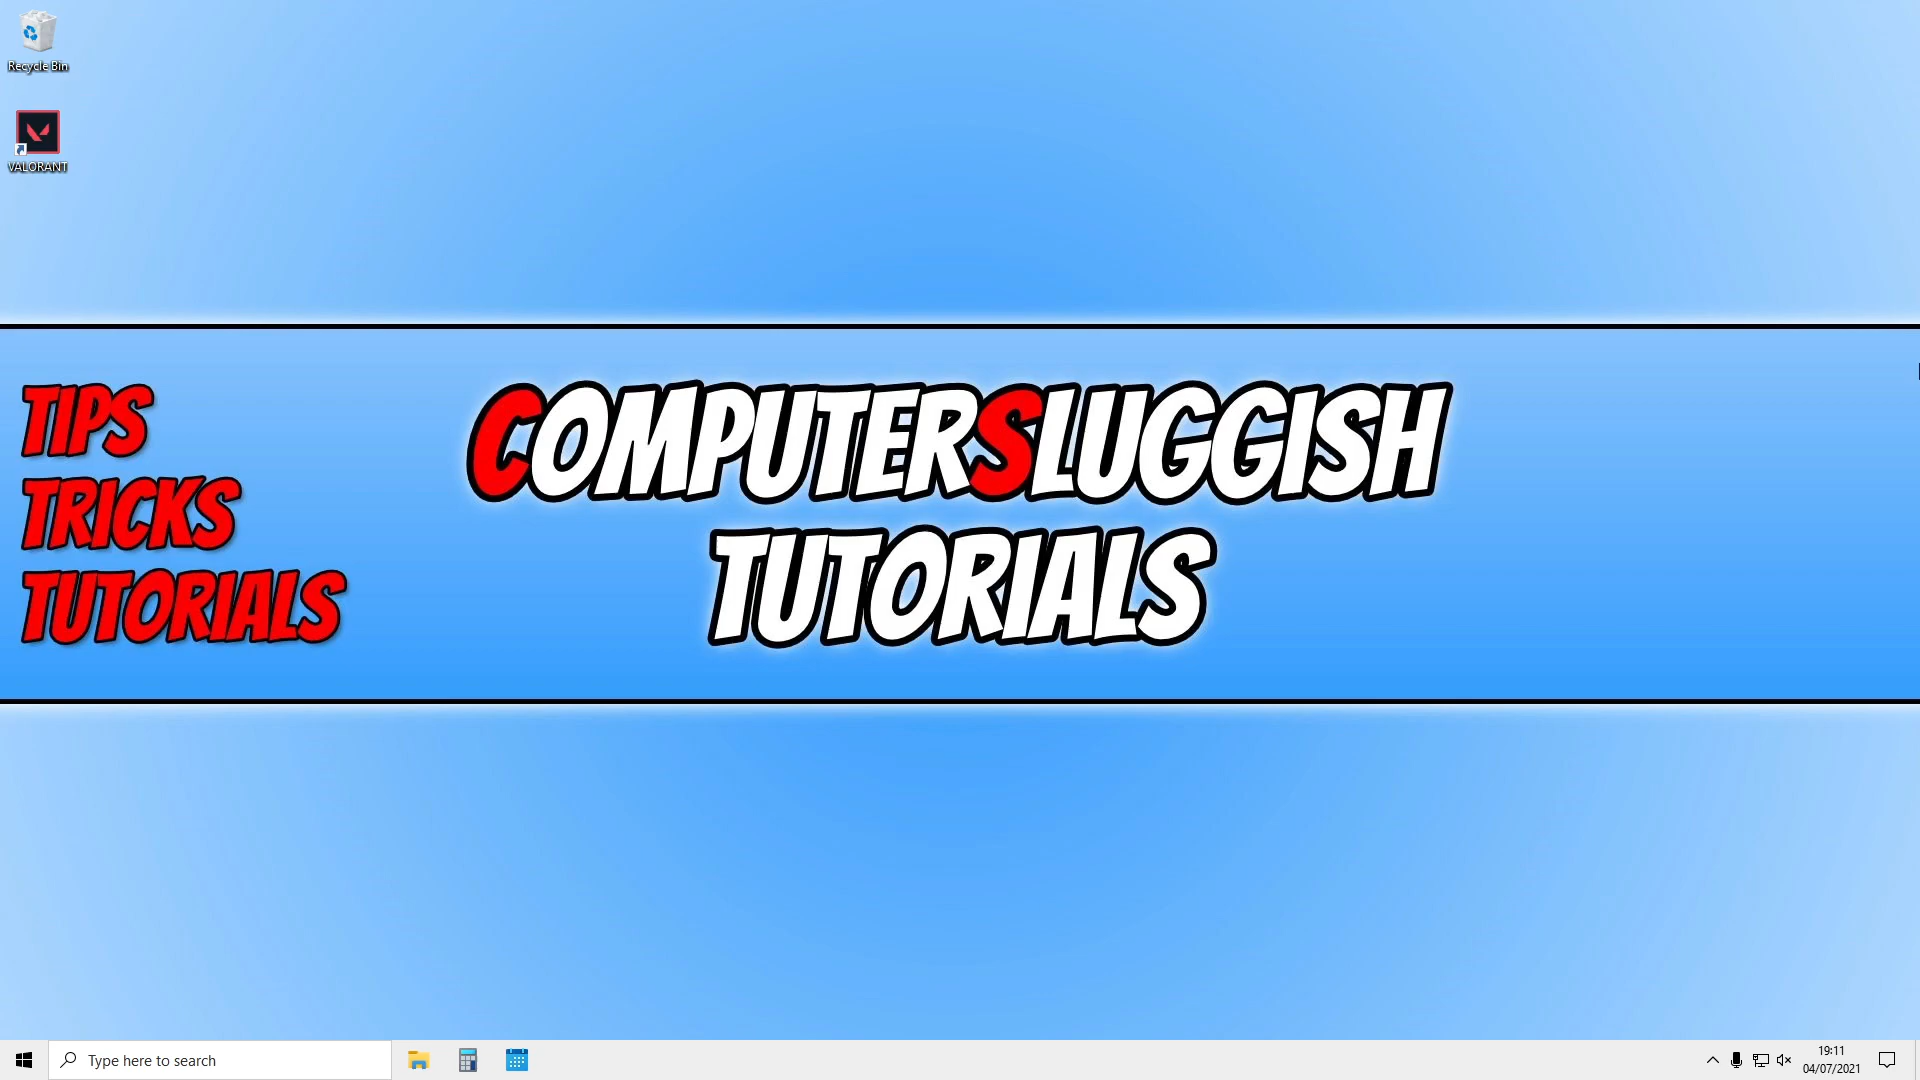 Recycle Bin
VALORANT
TIPS
TRICKS
TUTORIALS
COMPUTERSLUGGISH
TUTORIALS
Type here to search
19:11
04/07/2021